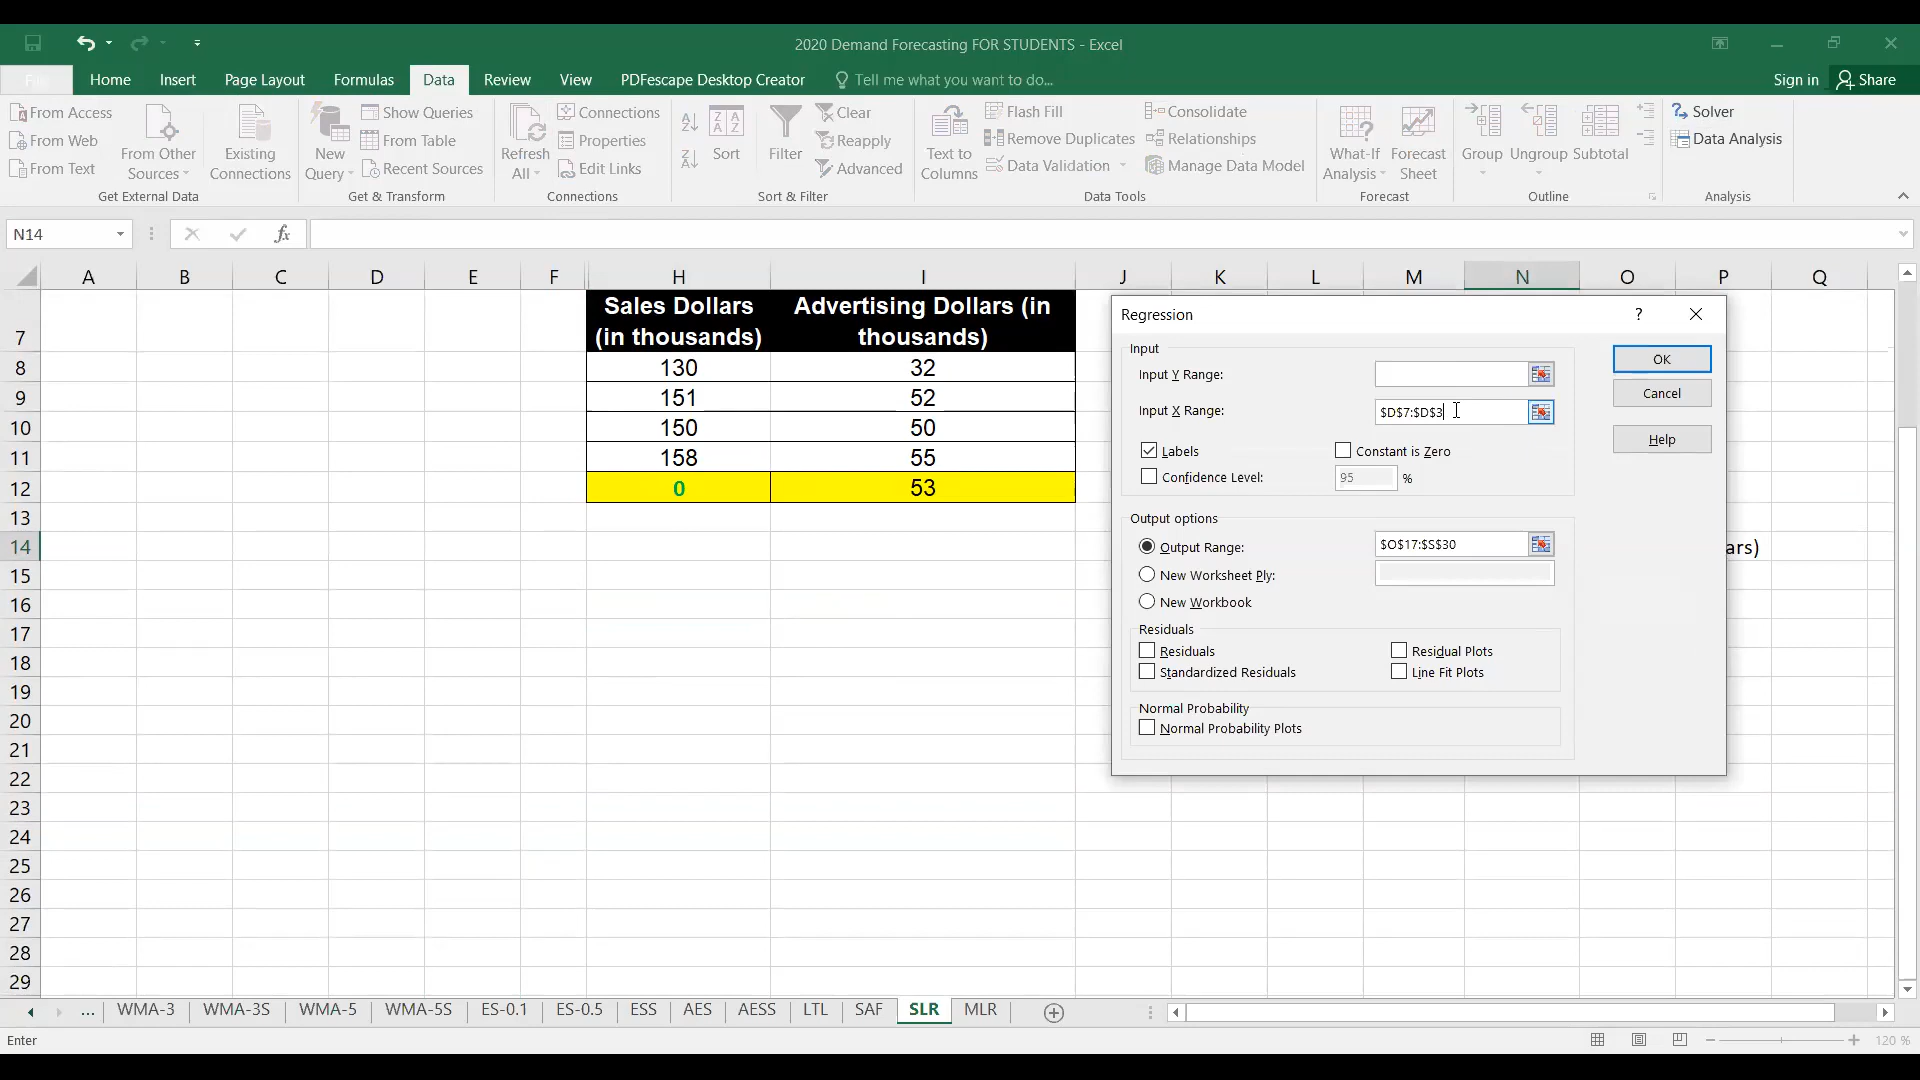 2020 Demand Forecasting FOR STUDENTS - Excel
Home Insert Page Layout Formulas Data Review View PDFescape Desktop Creator Tell me what you want to do... Sign in Share
From Access
From Web
From Text
From Other Sources
Existing Connections
Get External Data
New Query
Show Queries
From Table
Recent Sources
Get & Transform
Refresh All
Connections
Properties
Edit Links
Connections
Sort
Filter
Clear
Reapply
Advanced
Sort & Filter
Text to Columns
Flash Fill
Remove Duplicates
Data Validation
Consolidate
Relationships
Manage Data Model
Data Tools
What-If Analysis
Forecast Sheet
Forecast
Group
Ungroup
Subtotal
Outline
Solver
Data Analysis
Analysis
N14 fx
A B C D E F H I J K L M N O P Q
7 Sales Dollars (in thousands) Advertising Dollars (in thousands)
8 130 32
9 151 52
10 150 50
11 158 55
12 0 53
13
14 ars)
15
16
17
18
19
20
21
22
23
24
25
26
27
28
29
Regression ?
Input
Input Y Range:
Input X Range: $D$7:$D$3
Labels Constant is Zero
Confidence Level: 95 %
OK
Cancel
Help
Output options
Output Range: $O$17:$S$30
New Worksheet Ply:
New Workbook
Residuals
Residuals Residual Plots
Standardized Residuals Line Fit Plots
Normal Probability
Normal Probability Plots
... WMA-3 WMA-3S WMA-5 WMA-5S ES-0.1 ES-0.5 ESS AES AESS LTL SAF SLR MLR
Enter 120 %